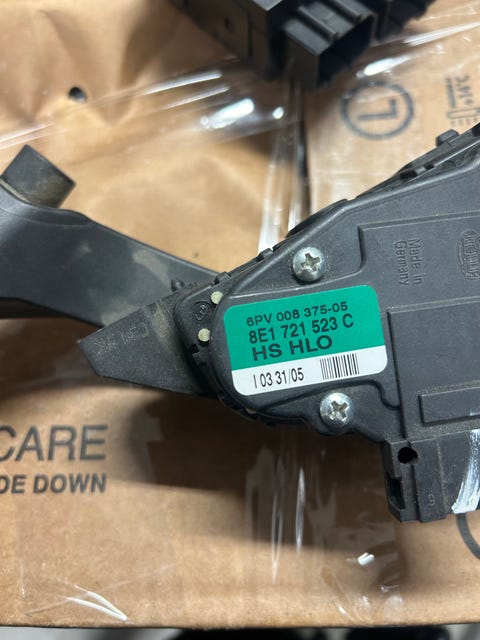 Made in
Germany
6PV 008 375-05
8E1 721 523 C
HS HLO
I 03 31/05
CARE
DE DOWN